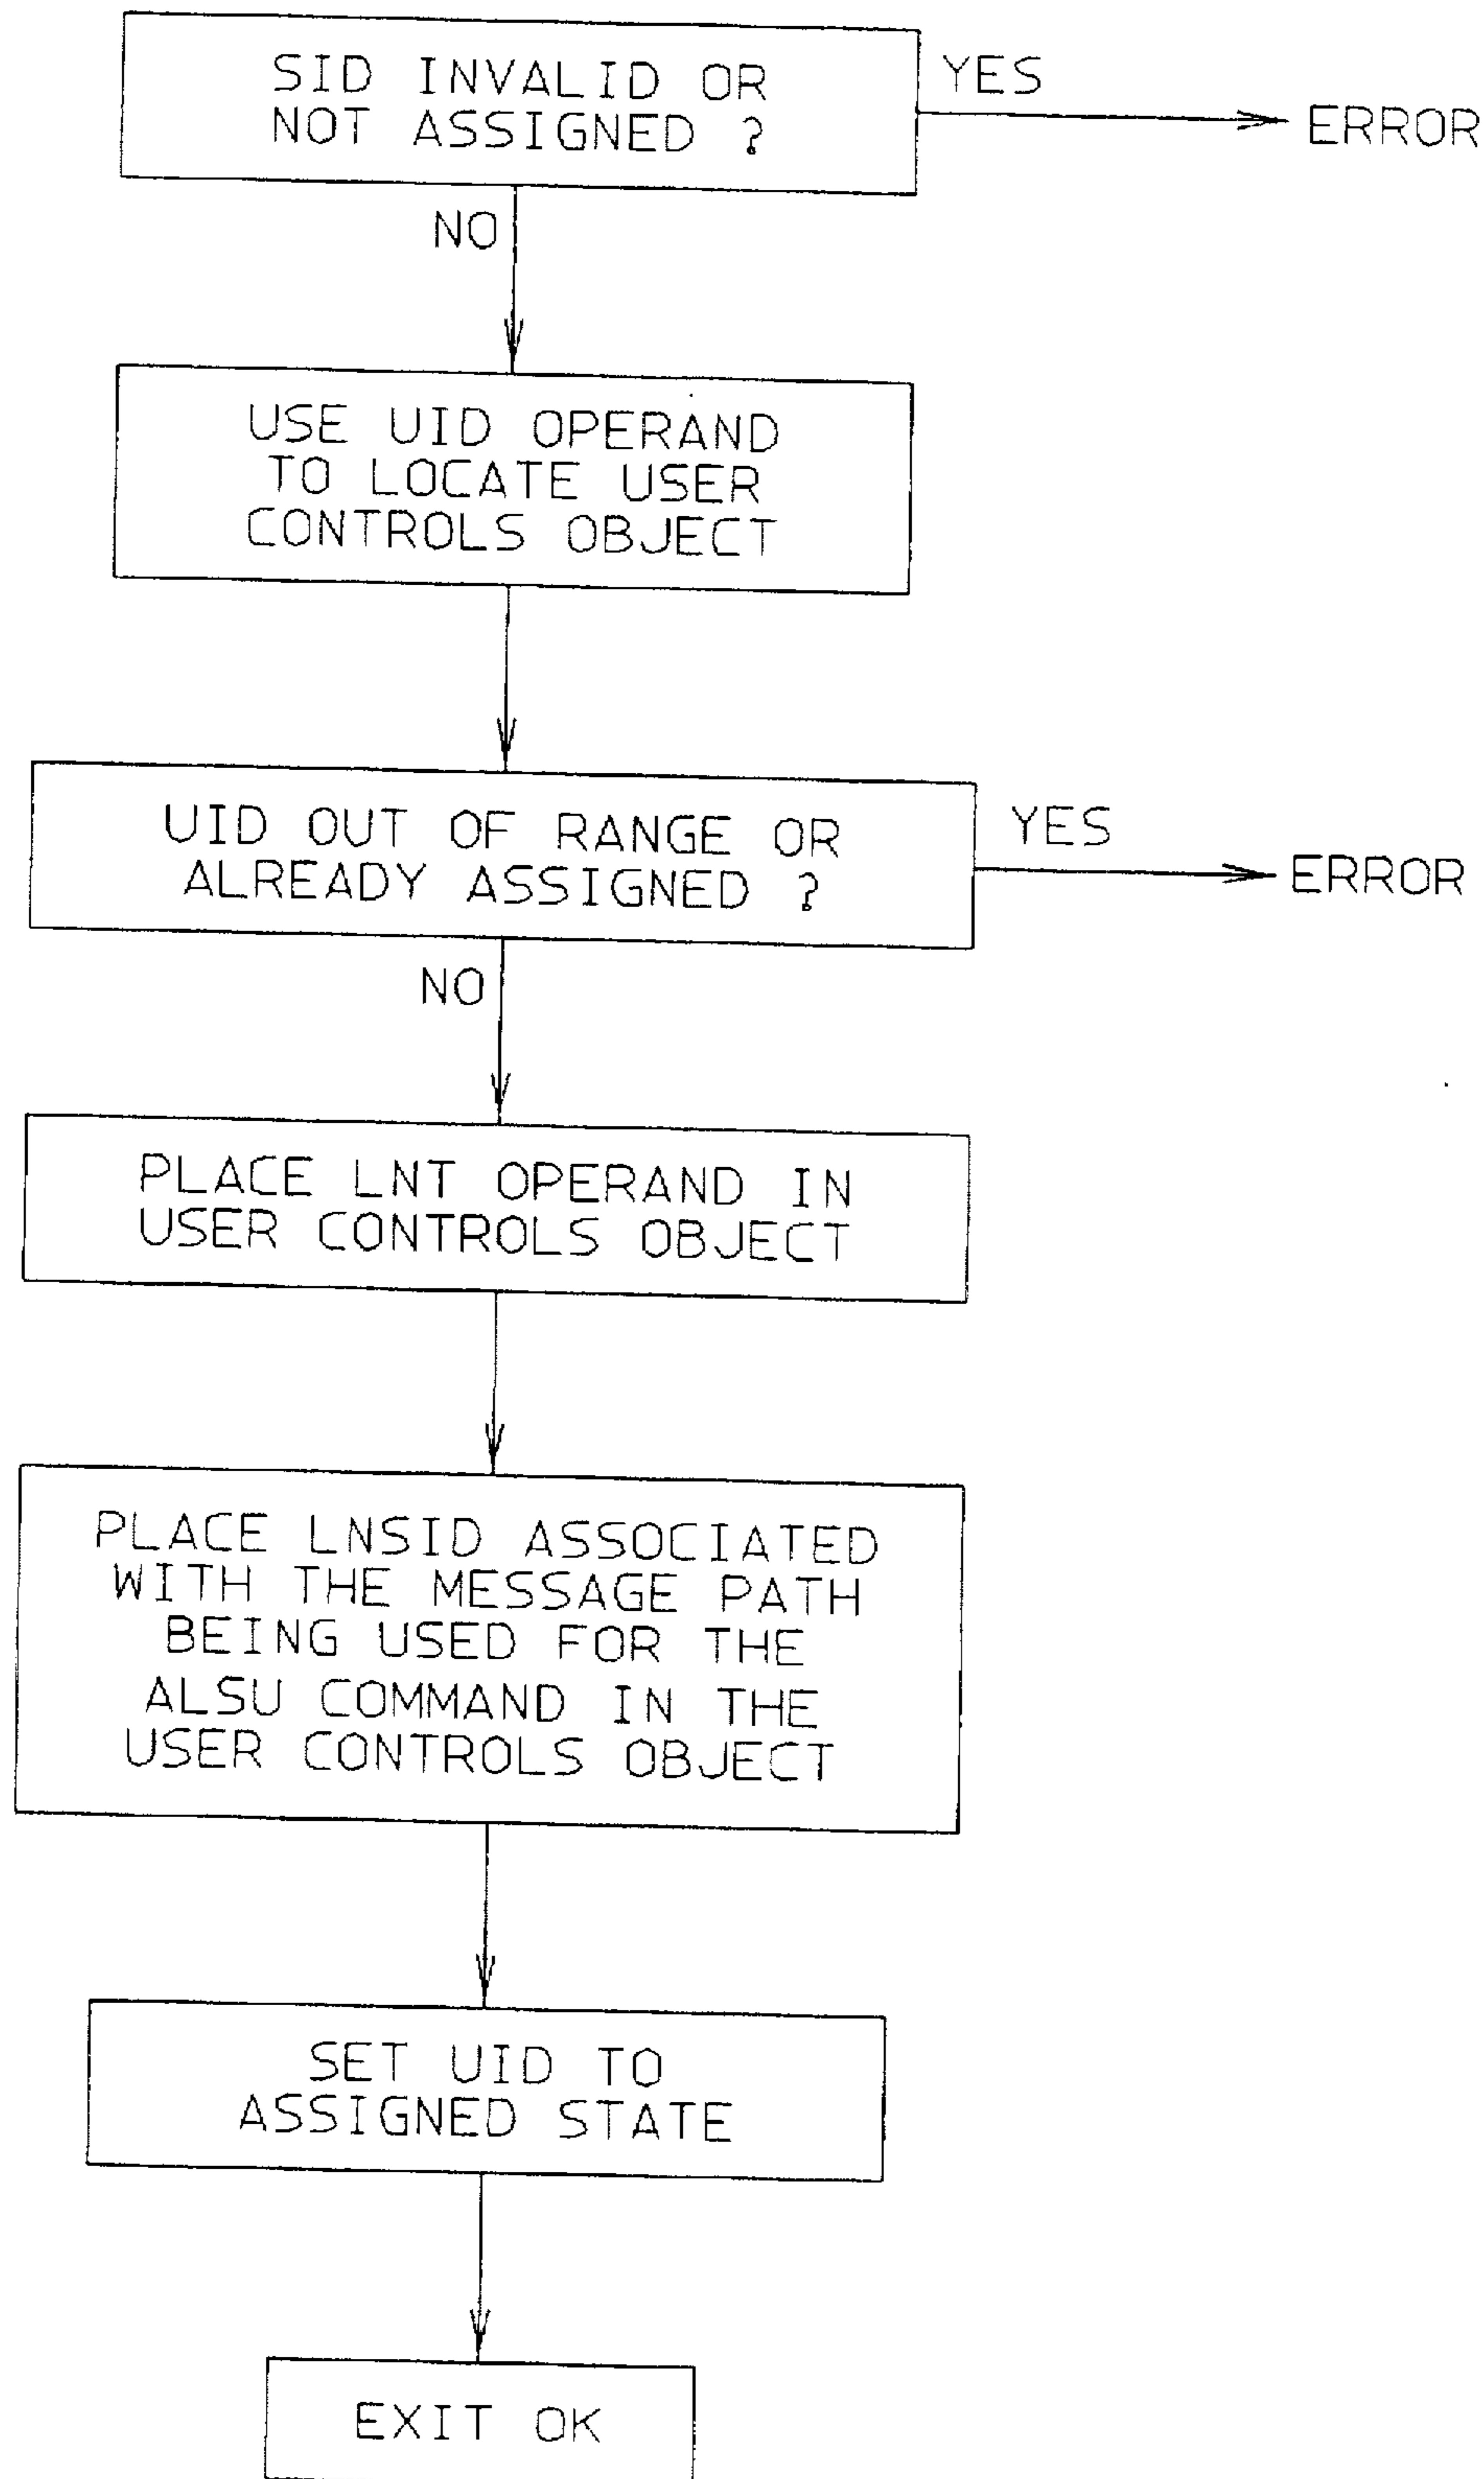 SID INVALID OR
NOT ASSIGNED ?
YES
ERROR
NO
USE UID OPERAND
TO LOCATE USER
CONTROLS OBJECT
UID OUT OF RANGE OR
ALREADY ASSIGNED ?
YES
ERROR
NO
PLACE LNT OPERAND IN
USER CONTROLS OBJECT
PLACE LNSID ASSOCIATED
WITH THE MESSAGE PATH
BEING USED FOR THE
ALSU COMMAND IN THE
USER CONTROLS OBJECT
SET UID TO
ASSIGNED STATE
EXIT OK